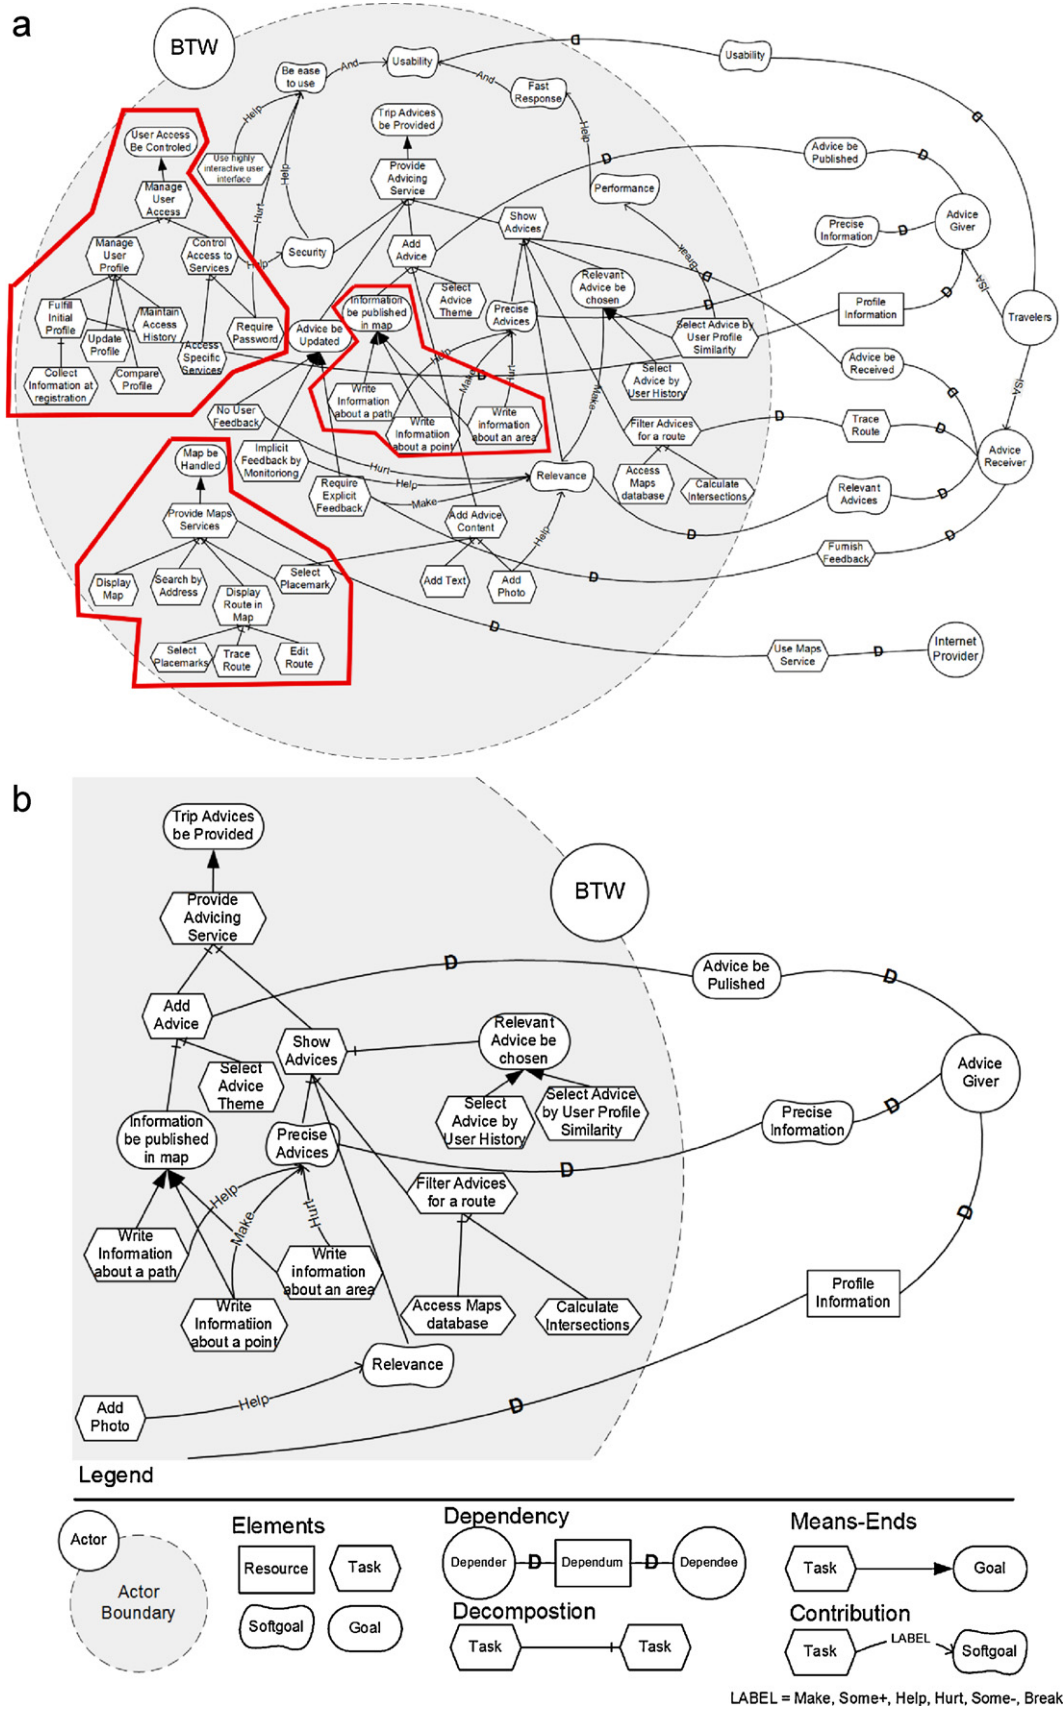 a
BTW
Be ease
to use
And
Usability
And
Fast
Response
D
Usability
D
Trip Advices
be Provided
Help
Help
User Access
Be Controled
Use highly
interactive user
interface
Help
Provide
Advicing
Service
D
Advice be
Published
D
Manage
User
Access
Performance
Hurt
Show
Advices
Advice
Giver
Manage
User
Profile
Control
Access to
Services
Help
Security
Add
Advice
Break
Precise
Information
D
ISA
D
Relevant
Advice be
chosen
Select
Advice
Theme
Information
be published
in map
Precise
Advices
D
Profile
Information
D
Travelers
Fulfill
Initial
Profile
Maintain
Access
History
Update
Profile
Require
Password
Advice be
Updated
Select Advice by
User Profile
Similarity
Access
Specific
Services
Help
Make
Hurt
D
Advice be
Received
D
ISA
Collect
Information at
registration
Compare
Profile
Select
Advice by
User History
Write
Information
about a path
Make
No User
Feedback
Write
Information
about a point
Write
information
about an area
Filter Advices
for a route
D
Trace
Route
D
Advice
Receiver
Map be
Handled
Implicit
Feedback by
Monitoriong
Hurt
Help
Make
Relevance
Access
Maps
database
Calculate
Intersections
Relevant
Advices
D
Require
Explicit
Feedback
Provide Maps
Services
Add Advice
Content
Help
D
Furnish
Feedback
D
Display
Map
Search by
Address
Select
Placemark
Display
Route in
Map
Add Text
Add
Photo
D
Select
Placemarks
Trace
Route
Edit
Route
D
Use Maps
Service
D
Internet
Provider
b
Trip Advices
be Provided
BTW
Provide
Advicing
Service
D
Advice be
Pulished
D
Add
Advice
Show
Advices
Relevant
Advice be
chosen
Advice
Giver
Select
Advice
Theme
Select
Advice by
User History
Select Advice
by User Profile
Similarity
Information
be published
in map
Precise
Advices
Precise
Information
D
D
Help
Make
Hurt
Filter Advices
for a route
D
Write
Information
about a path
Write
information
about an area
Write
Information
about a point
Access Maps
database
Calculate
Intersections
Profile
Information
Relevance
Add
Photo
Help
D
Legend
Actor
Actor
Boundary
Elements
Resource
Task
Softgoal
Goal
Dependency
Depender
D
Dependum
D
Dependee
Decompostion
Task
Task
Means-Ends
Task
Goal
Contribution
Task
LABEL
Softgoal
LABEL = Make, Some+, Help, Hurt, Some-, Break